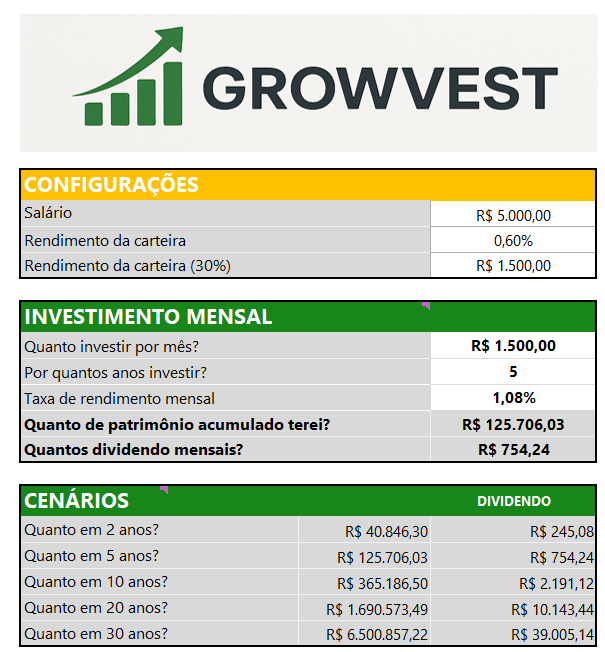 GROWVEST
CONFIGURAÇÕES
Salário R$ 5.000,00
Rendimento da carteira 0,60%
Rendimento da carteira (30%) R$ 1.500,00
INVESTIMENTO MENSAL
Quanto investir por mês? R$ 1.500,00
Por quantos anos investir? 5
Taxa de rendimento mensal 1,08%
Quanto de patrimônio acumulado terei? R$ 125.706,03
Quantos dividendo mensais? R$ 754,24
CENÁRIOS DIVIDENDO
Quanto em 2 anos? R$ 40.846,30 R$ 245,08
Quanto em 5 anos? R$ 125.706,03 R$ 754,24
Quanto em 10 anos? R$ 365.186,50 R$ 2.191,12
Quanto em 20 anos? R$ 1.690.573,49 R$ 10.143,44
Quanto em 30 anos? R$ 6.500.857,22 R$ 39.005,14